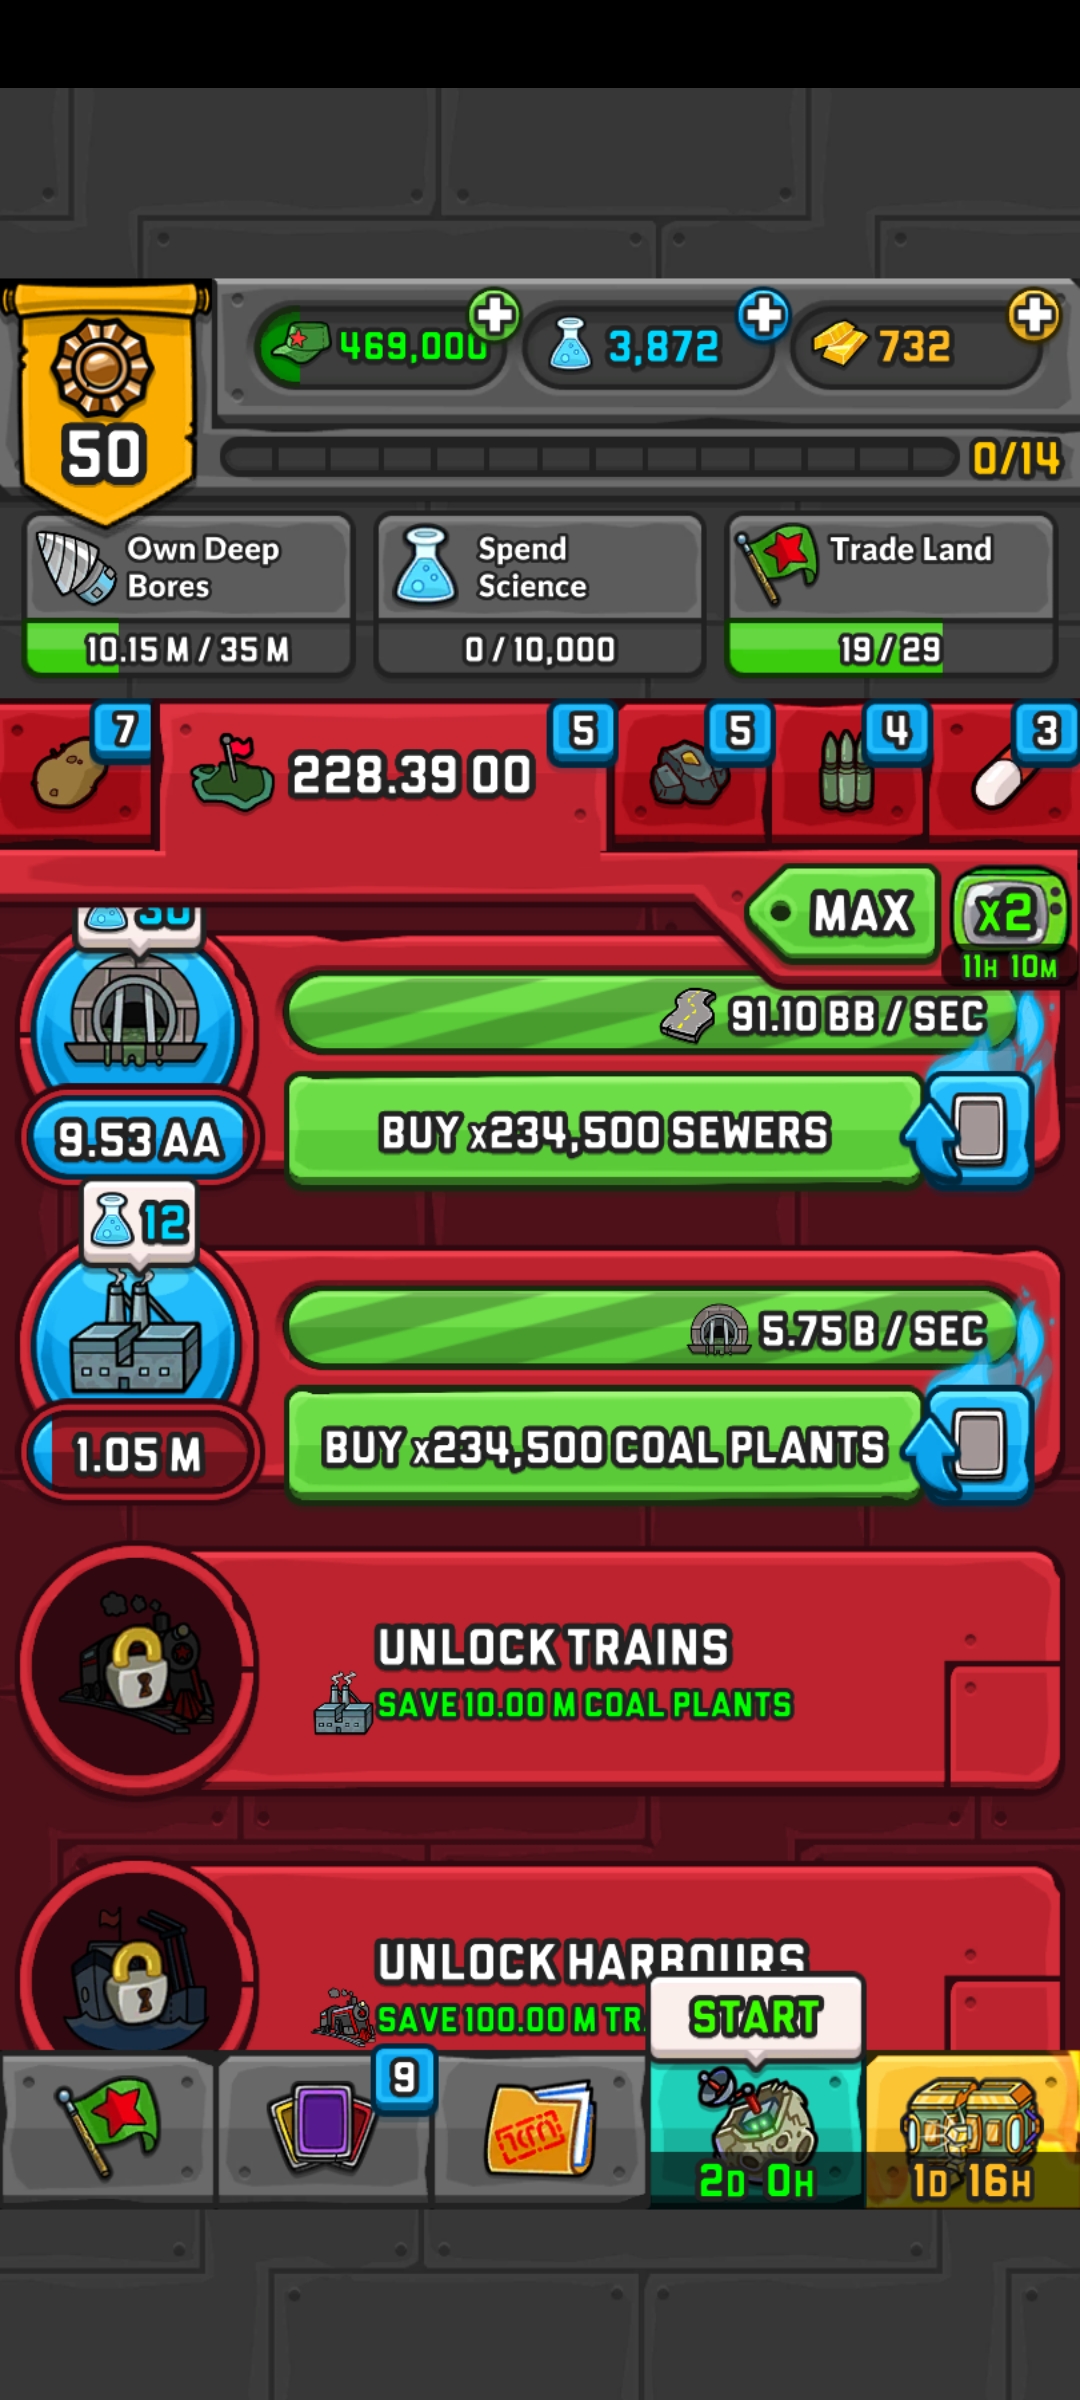 50
469,000
3,872
732
0/14
Own Deep
Bores
10.15 M / 35 M
Spend
Science
0 / 10,000
Trade Land
19 / 29
7
228.39 OO
5
5
4
3
MAX
x2
11H 10M
30
91.10 BB / SEC
9.53 AA
BUY x234,500 SEWERS
12
5.75 B / SEC
1.05 M
BUY x234,500 COAL PLANTS
UNLOCK TRAINS
SAVE 10.00 M COAL PLANTS
UNLOCK HARBOURS
SAVE 100.00 M TR
START
9
2D 0H
1D 16H